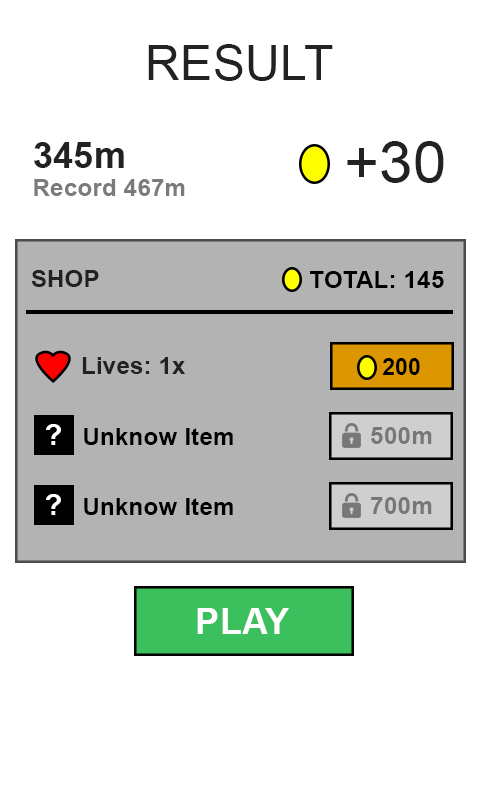 RESULT
345m
Record 467m
+30
SHOP
TOTAL: 145
Lives: 1x
200
?
Unknow Item
500m
?
Unknow Item
700m
PLAY